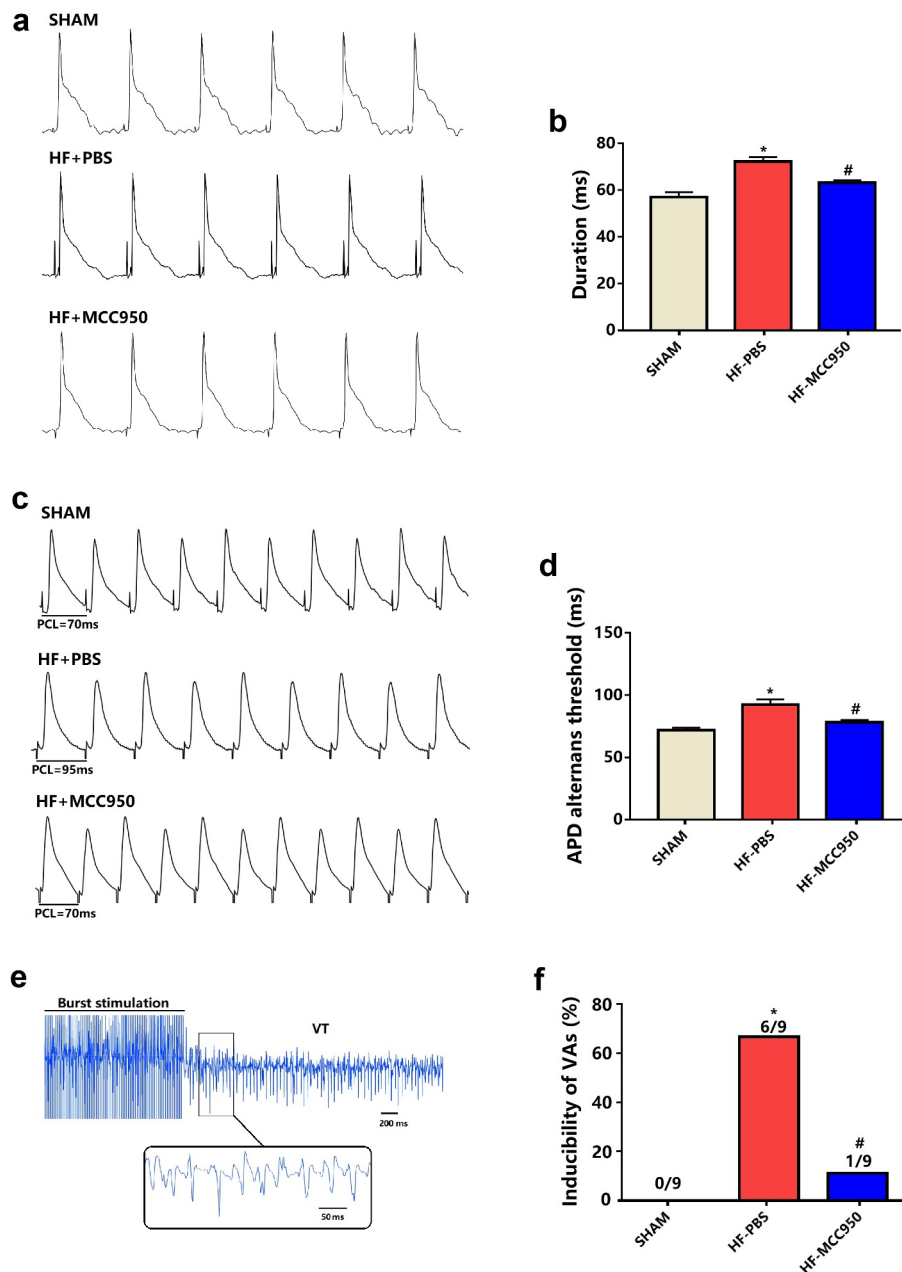 a
SHAM
HF+PBS
HF+MCC950
b
Duration (ms)
80
60
40
20
0
*
#
SHAM
HF-PBS
HF-MCC950
c
SHAM
PCL=70ms
HF+PBS
PCL=95ms
HF+MCC950
PCL=70ms
d
APD alternans threshold (ms)
150
100
50
0
*
#
SHAM
HF-PBS
HF-MCC950
e
Burst stimulation
VT
200 ms
50 ms
f
Inducibility of VAs (%)
80
60
40
20
0
0/9
*
6/9
#
1/9
SHAM
HF-PBS
HF-MCC950